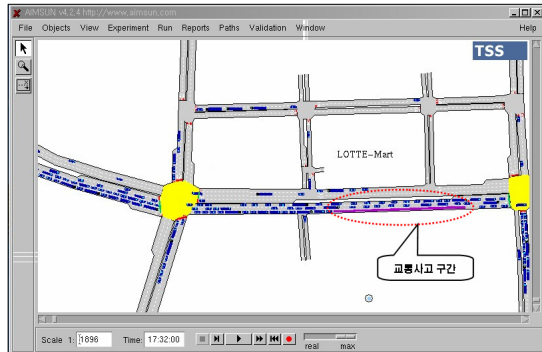 AIMSUN v4.2.4 http://www.aimsun.com
File Objects View Experiment Run Reports Paths Validation Window Help
TSS
LOTTE-Mart
교통사고 구간
Scale 1: 1896 Time: 17:32:00 real max